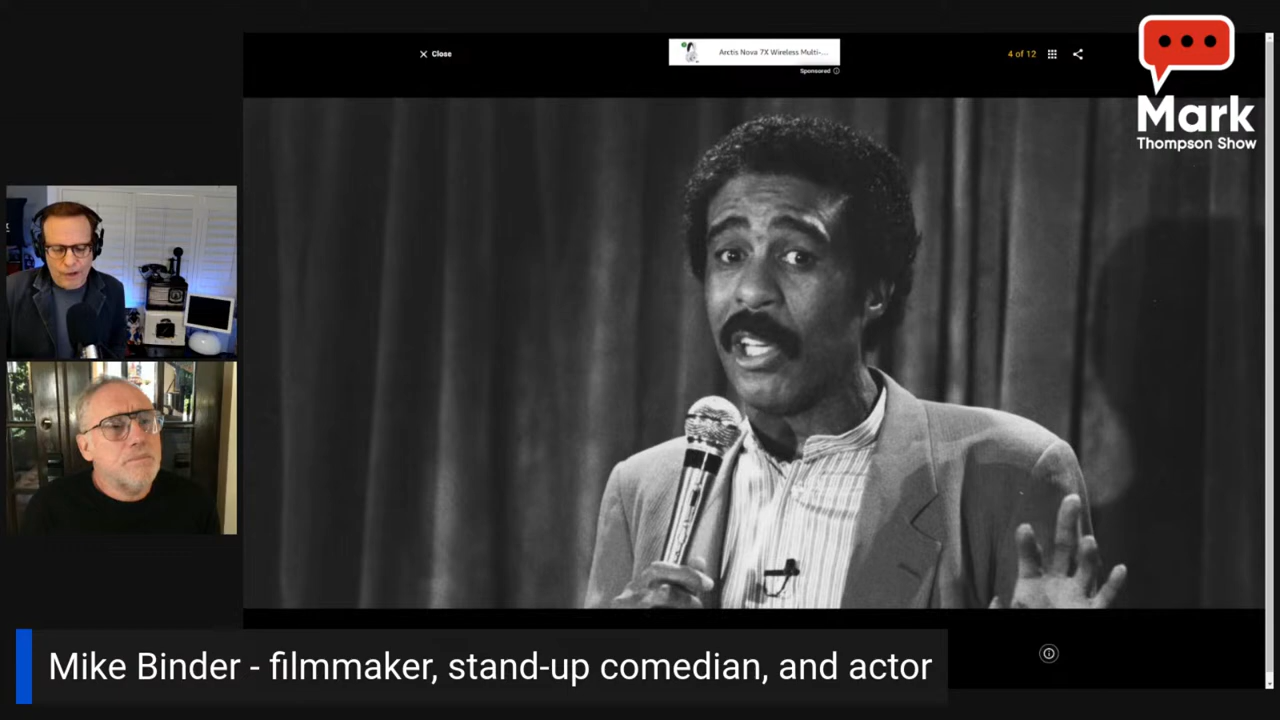 Close
Arctis Nova 7X Wireless Multi-...
Sponsored
4 of 12
Mark
Thompson Show
Mike Binder - filmmaker, stand-up comedian, and actor